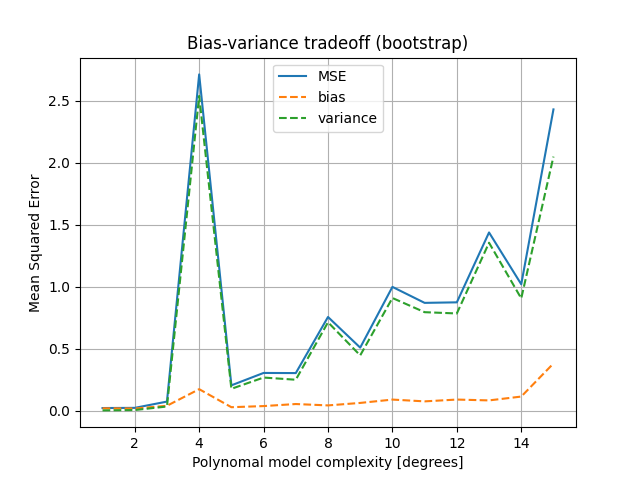 Bias-variance tradeoff (bootstrap)
MSE
bias
variance
Mean Squared Error
2.5
2.0
1.5
1.0
0.5
0.0
2 4 6 8 10 12 14
Polynomal model complexity [degrees]